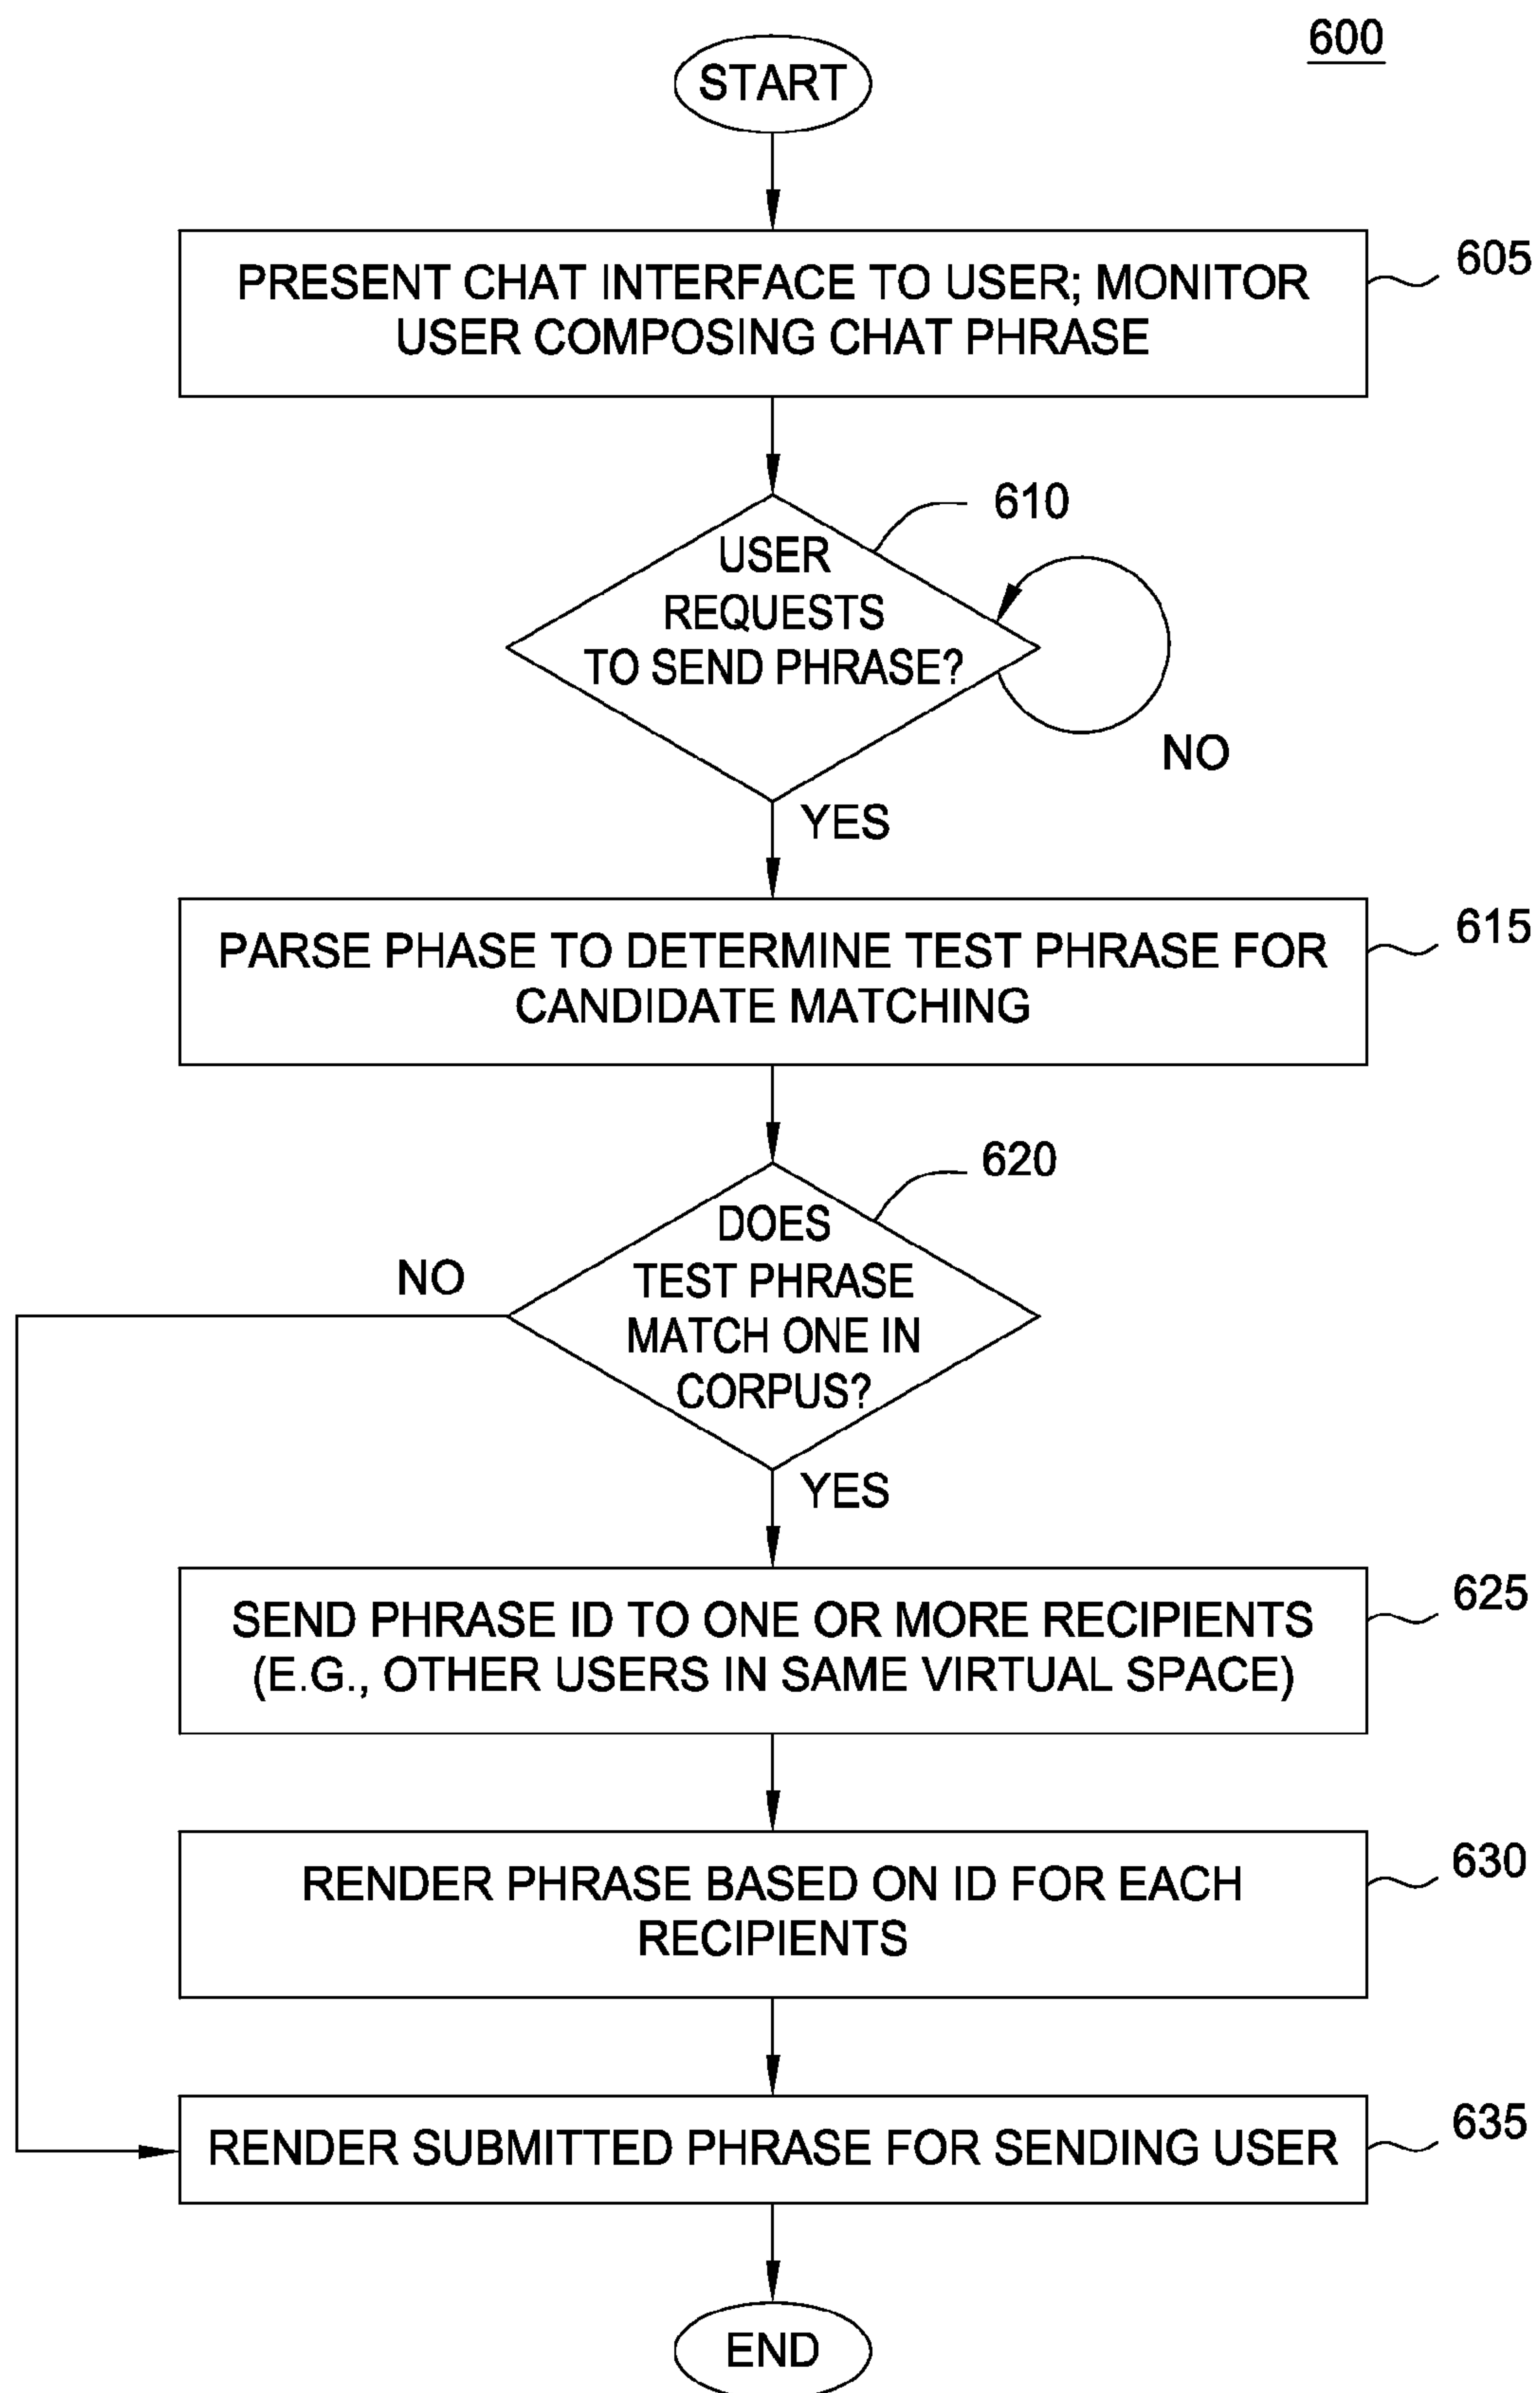 600
START
PRESENT CHAT INTERFACE TO USER; MONITOR
USER COMPOSING CHAT PHRASE
605
610
USER
REQUESTS
TO SEND PHRASE?
NO
YES
PARSE PHASE TO DETERMINE TEST PHRASE FOR
CANDIDATE MATCHING
615
620
DOES
TEST PHRASE
MATCH ONE IN
CORPUS?
NO
YES
SEND PHRASE ID TO ONE OR MORE RECIPIENTS
(E.G., OTHER USERS IN SAME VIRTUAL SPACE)
625
RENDER PHRASE BASED ON ID FOR EACH
RECIPIENTS
630
RENDER SUBMITTED PHRASE FOR SENDING USER
635
END